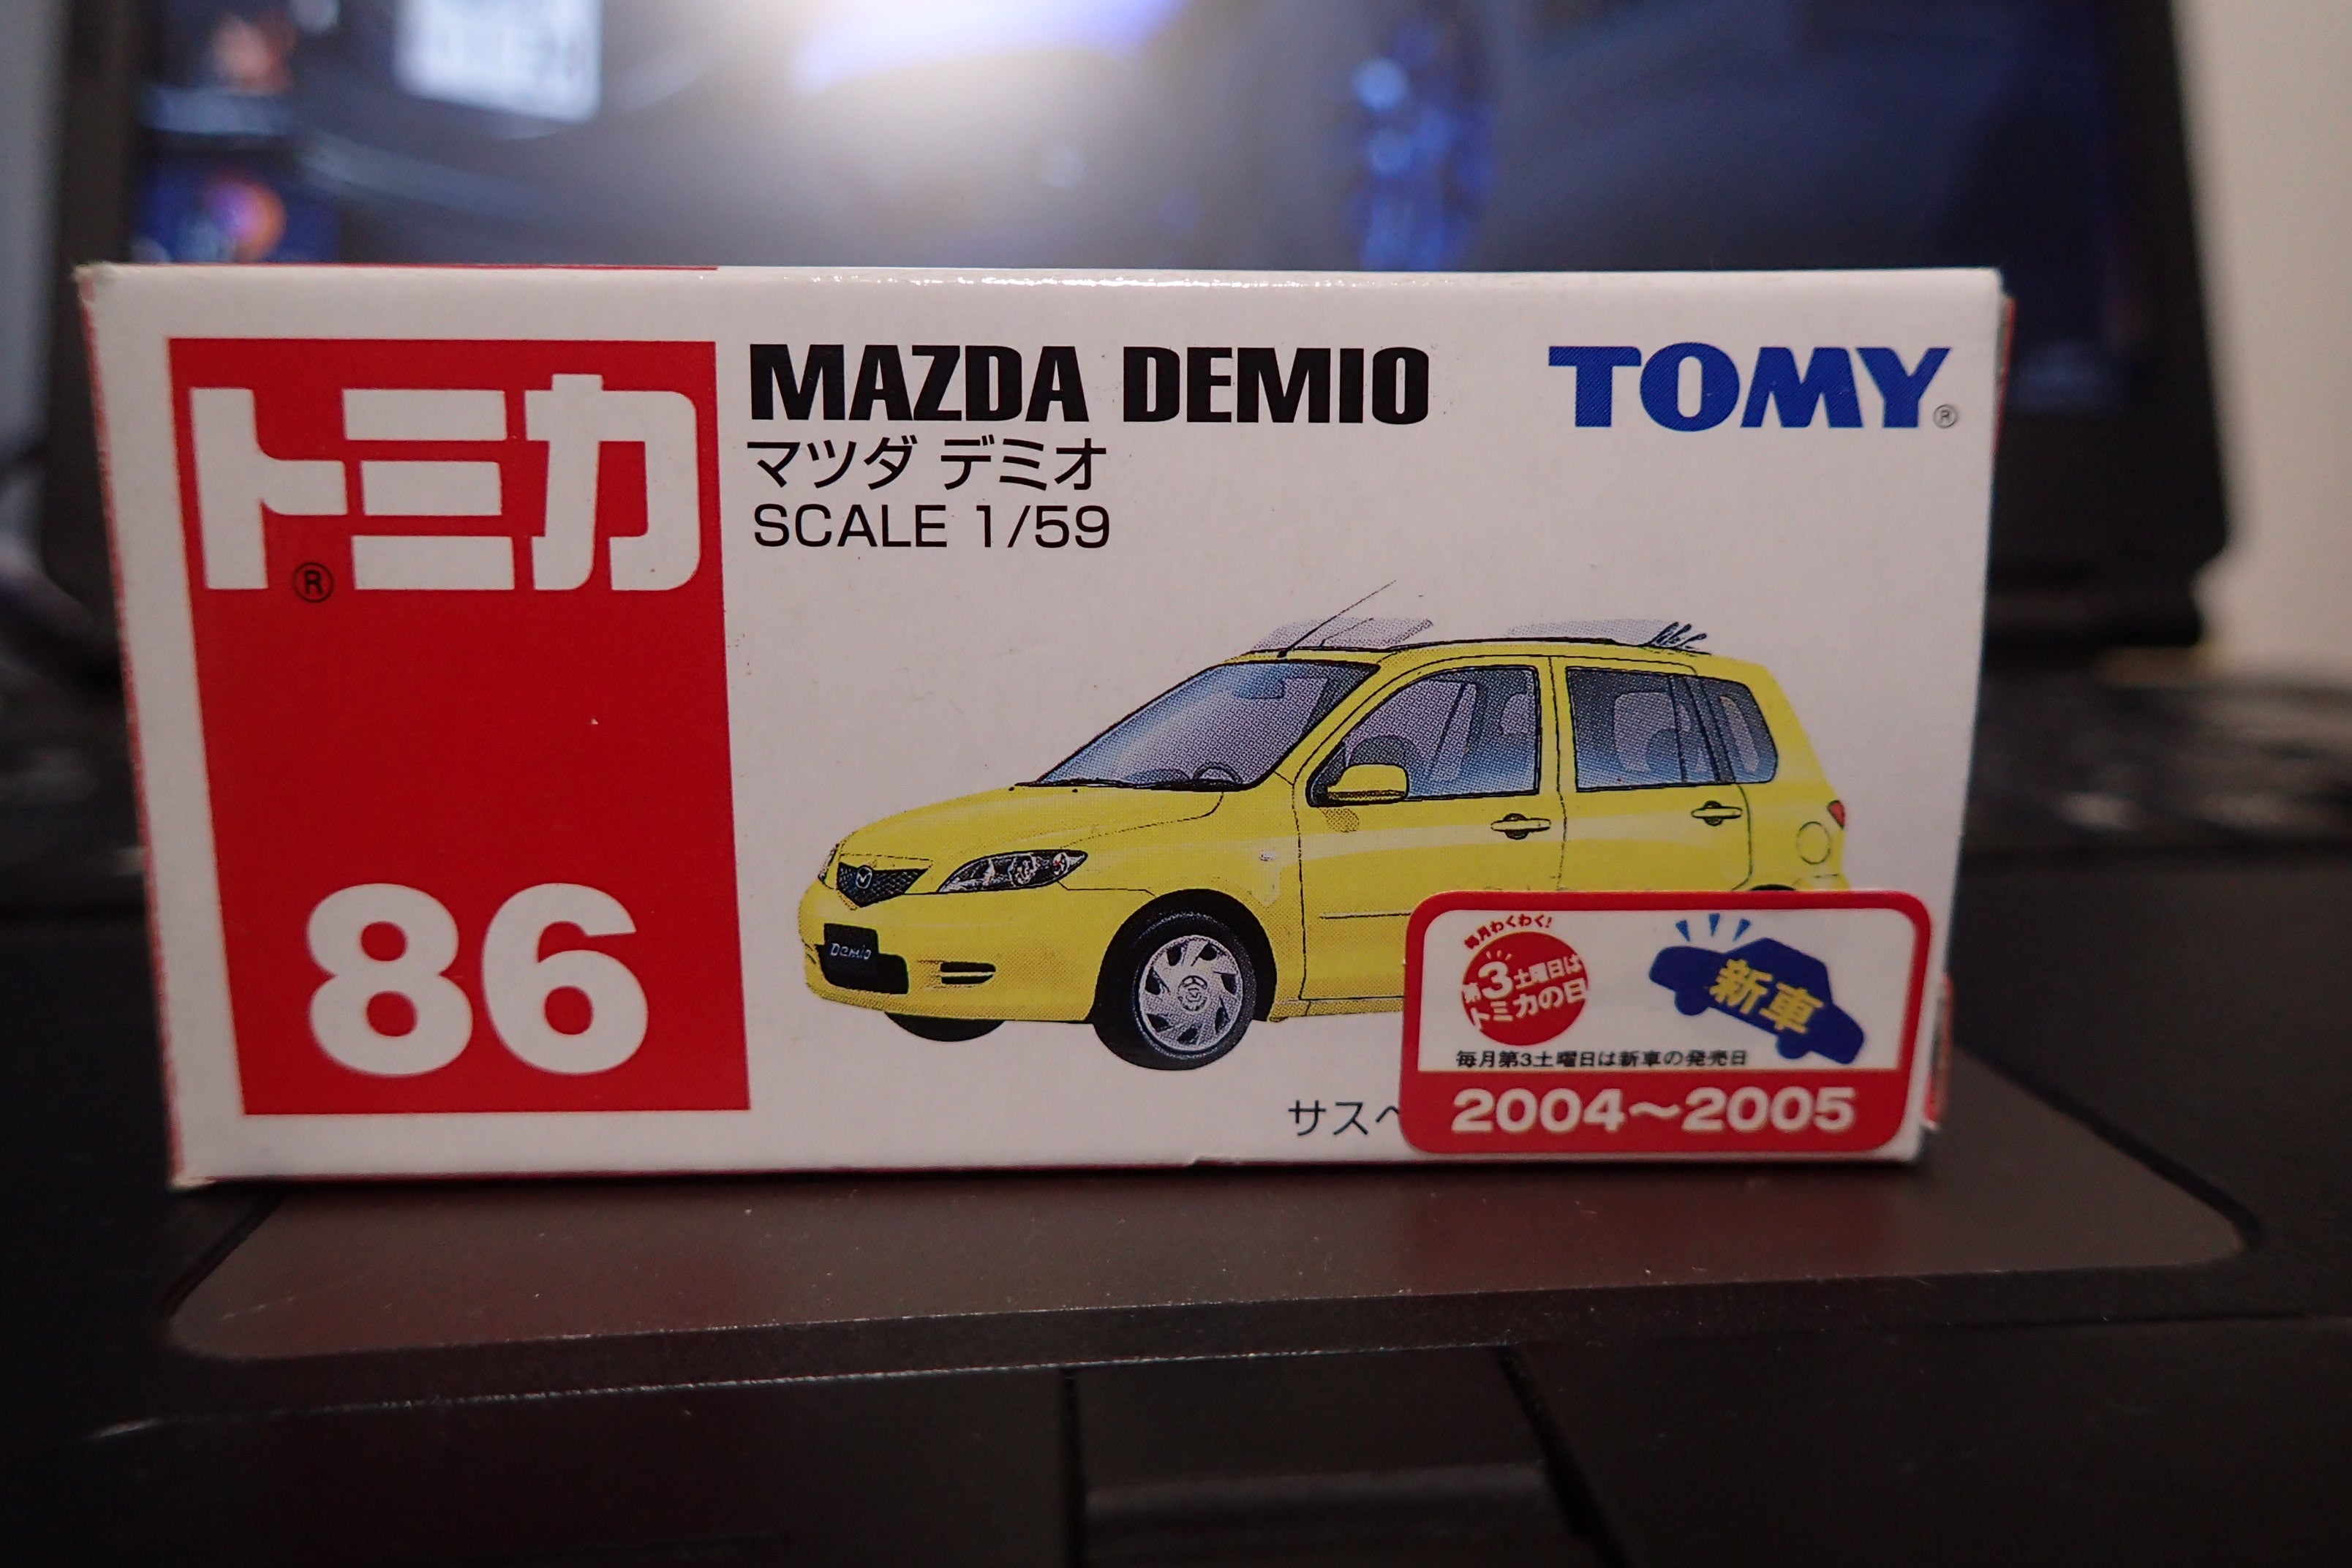 トミカ®
86
MAZDA DEMIO
マツダ デミオ
SCALE 1/59
TOMY®
Demio
サスペ
毎月わくわく!
第3土曜日は
トミカの日
新車
毎月第3土曜日は新車の発売日
2004~2005